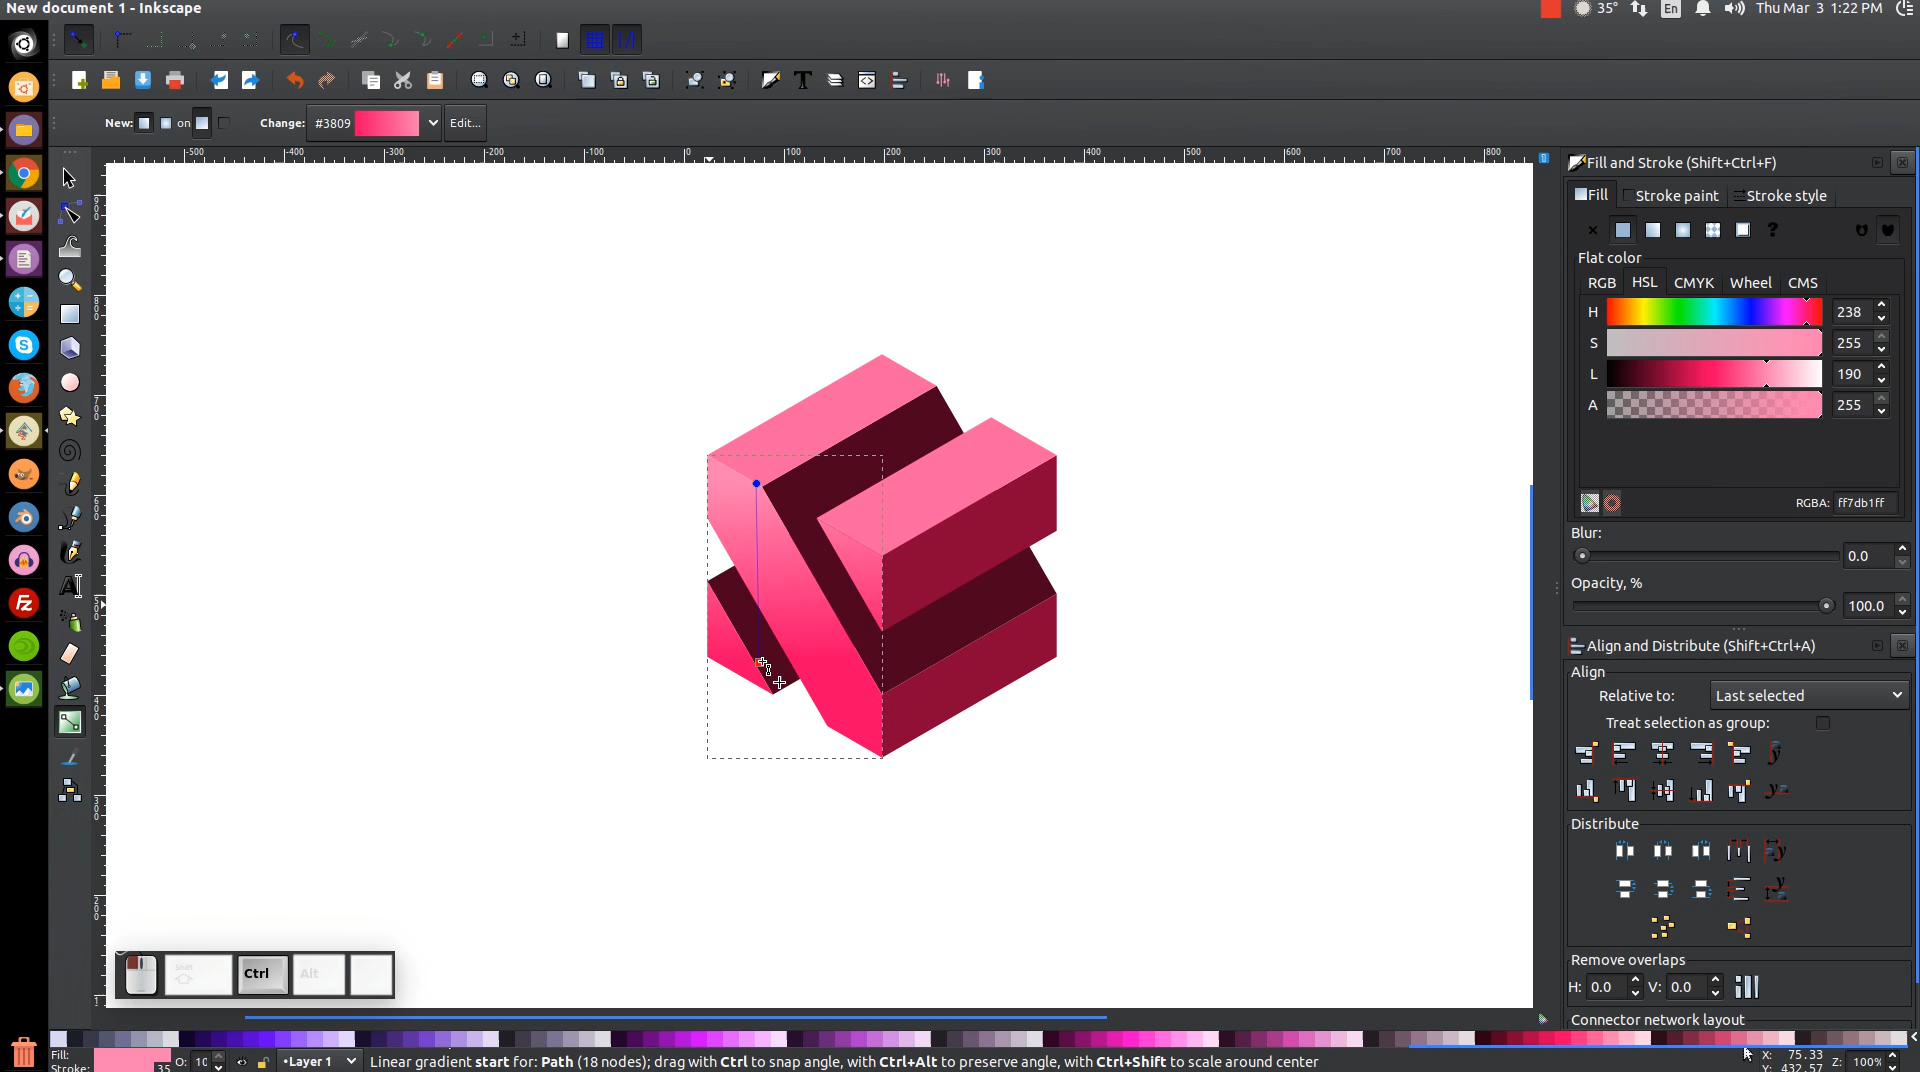 New document 1 - Inkscape
35° En Thu Mar 3 1:22 PM
New: on Change: #3809 Edit...
-500 -400 -300 -200 -100 0 100 200 300 400 500 600 700 800
Fill and Stroke (Shift+Ctrl+F)
Fill Stroke paint Stroke style
?
Flat color
RGB HSL CMYK Wheel CMS
H 238
S 255
L 190
A 255
RGBA: ff7db1ff
Blur:
0.0
Opacity, %
100.0
Align and Distribute (Shift+Ctrl+A)
Align
Relative to: Last selected
Treat selection as group:
Distribute
Remove overlaps
H: 0.0 V: 0.0
Connector network layout
Shift Ctrl Alt
Fill:
Stroke: 35
O: 10 •Layer 1 Linear gradient start for: Path (18 nodes); drag with Ctrl to snap angle, with Ctrl+Alt to preserve angle, with Ctrl+Shift to scale around center
X: 75.33
Y: 432.57
Z: 100%